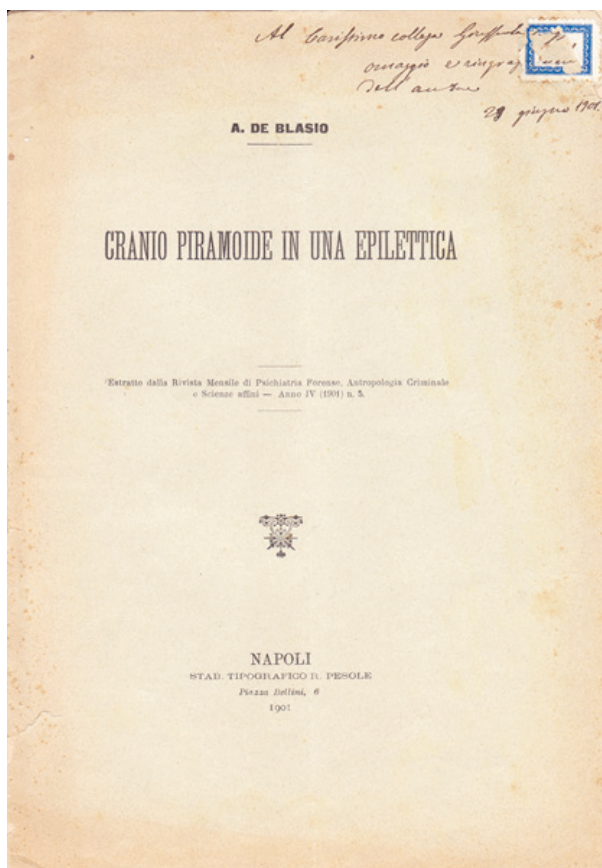 Al Carissimo collega
omaggio e
dell'autore
29 giugno 1901.
A. DE BLASIO
CRANIO PIRAMOIDE IN UNA EPILETTICA
Estratto dalla Rivista Mensile di Psichiatria Forense, Antropologia Criminale
e Scienze affini — Anno IV (1901) n. 5.
NAPOLI
STAB. TIPOGRAFICO R. PESOLE
Piazza Bellini, 6
1901